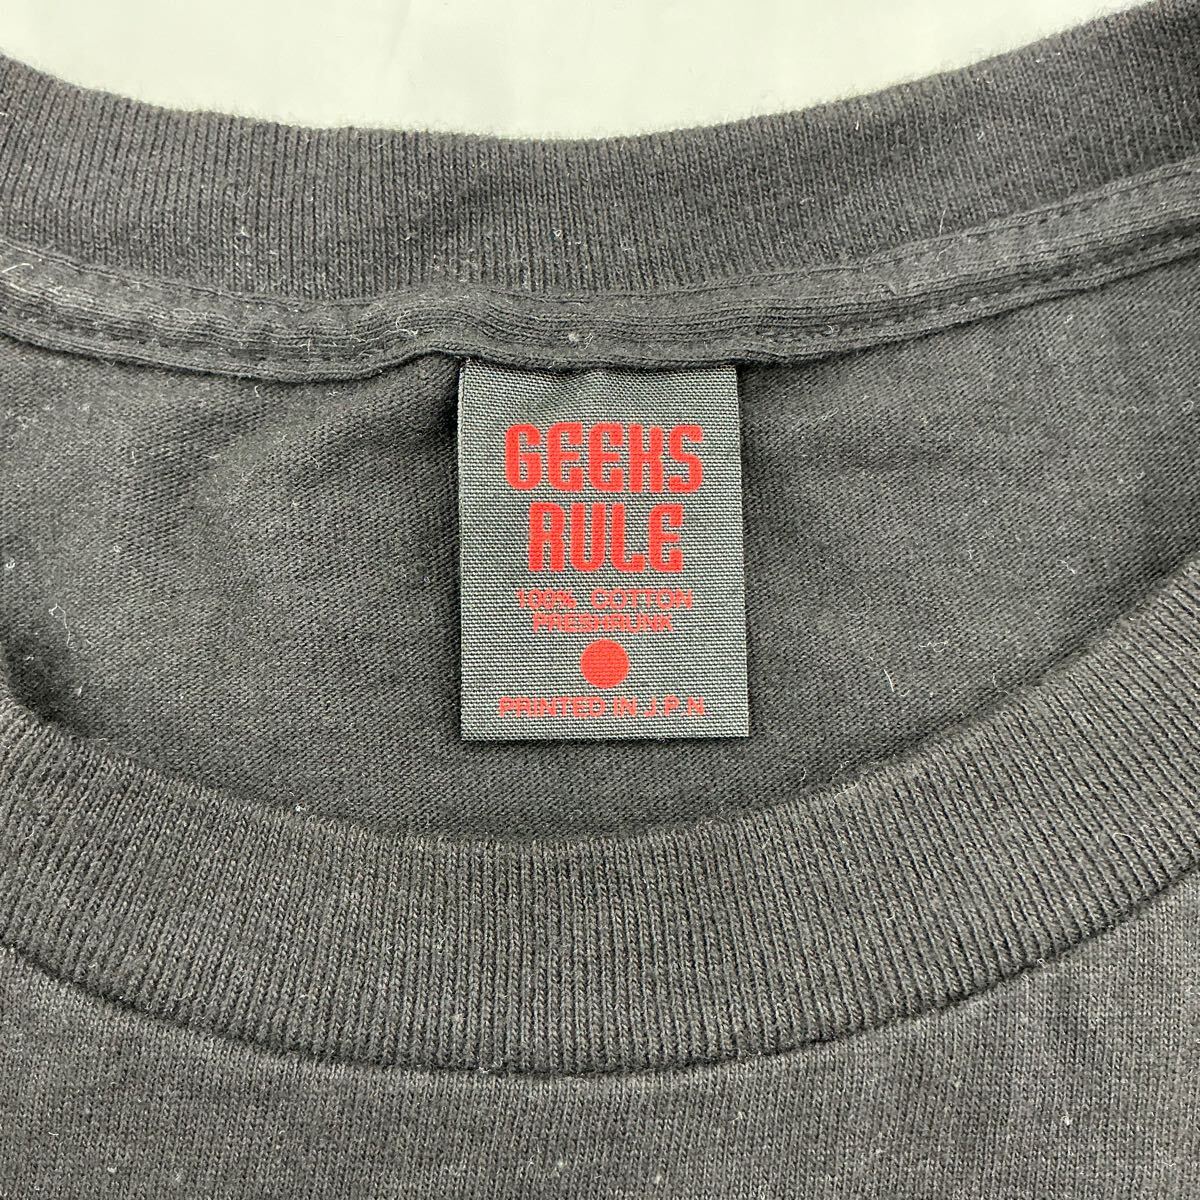 GEEKS
RULE
100% COTTON
PRESHRUNK
PRINTED IN J.P.N.